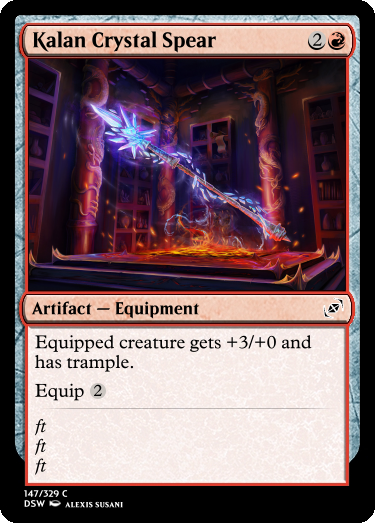 Kalan Crystal Spear 2
Artifact — Equipment
Equipped creature gets +3/+0 and
has trample.
Equip 2
ft
ft
ft
147/329 C
DSW ALEXIS SUSANI